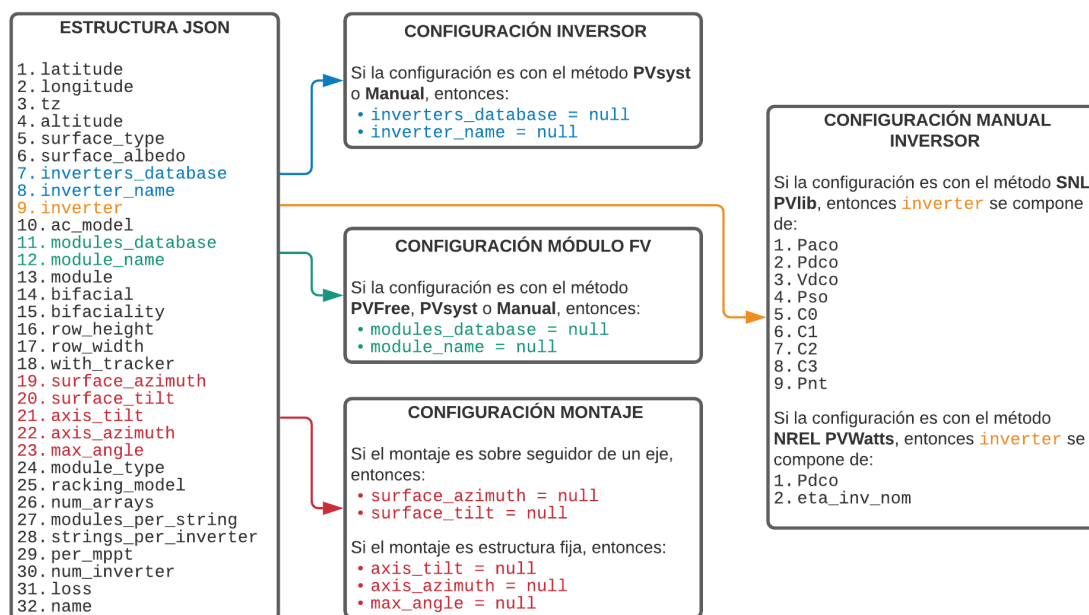 ESTRUCTURA JSON
1. latitude
2. longitude
3. tz
4. altitude
5. surface_type
6. surface_albedo
7. inverters_database
8. inverter_name
9. inverter
10. ac_model
11. modules_database
12. module_name
13. module
14. bifacial
15. bifaciality
16. row_height
17. row_width
18. with_tracker
19. surface_azimuth
20. surface_tilt
21. axis_tilt
22. axis_azimuth
23. max_angle
24. module_type
25. racking_model
26. num_arrays
27. modules_per_string
28. strings_per_inverter
29. per_mppt
30. num_inverter
31. loss
32. name
CONFIGURACIÓN INVERSOR
Si la configuración es con el método PVsyst
o Manual, entonces:
• inverters_database = null
• inverter_name = null
CONFIGURACIÓN MÓDULO FV
Si la configuración es con el método
PVFree, PVsyst o Manual, entonces:
• modules_database = null
• module_name = null
CONFIGURACIÓN MONTAJE
Si el montaje es sobre seguidor de un eje,
entonces:
• surface_azimuth = null
• surface_tilt = null
Si el montaje es estructura fija, entonces:
• axis_tilt = null
• axis_azimuth = null
• max_angle = null
CONFIGURACIÓN MANUAL
INVERSOR
Si la configuración es con el método SNL
PVlib, entonces inverter se compone
de:
1. Paco
2. Pdco
3. Vdco
4. Pso
5. C0
6. C1
7. C2
8. C3
9. Pnt
Si la configuración es con el método
NREL PVWatts, entonces inverter se
compone de:
1. Pdco
2. eta_inv_nom